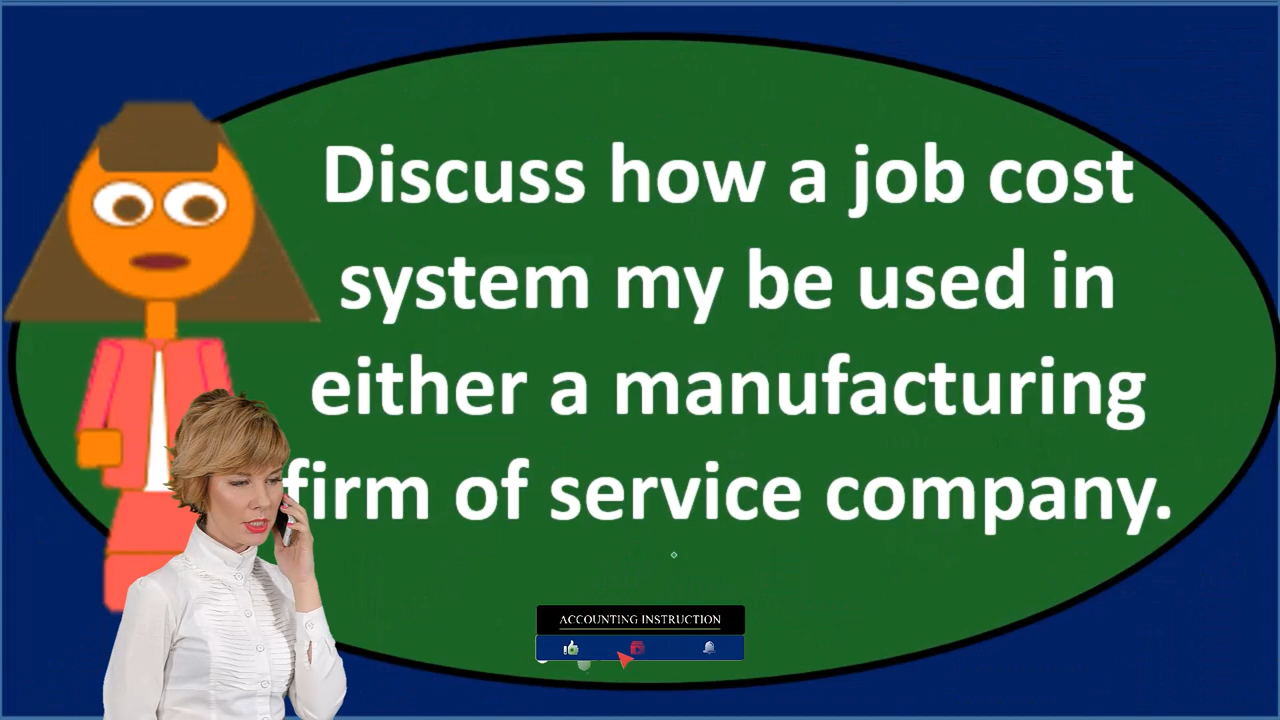 Discuss how a job cost
system my be used in
either a manufacturing
firm of service company.
ACCOUNTING INSTRUCTION